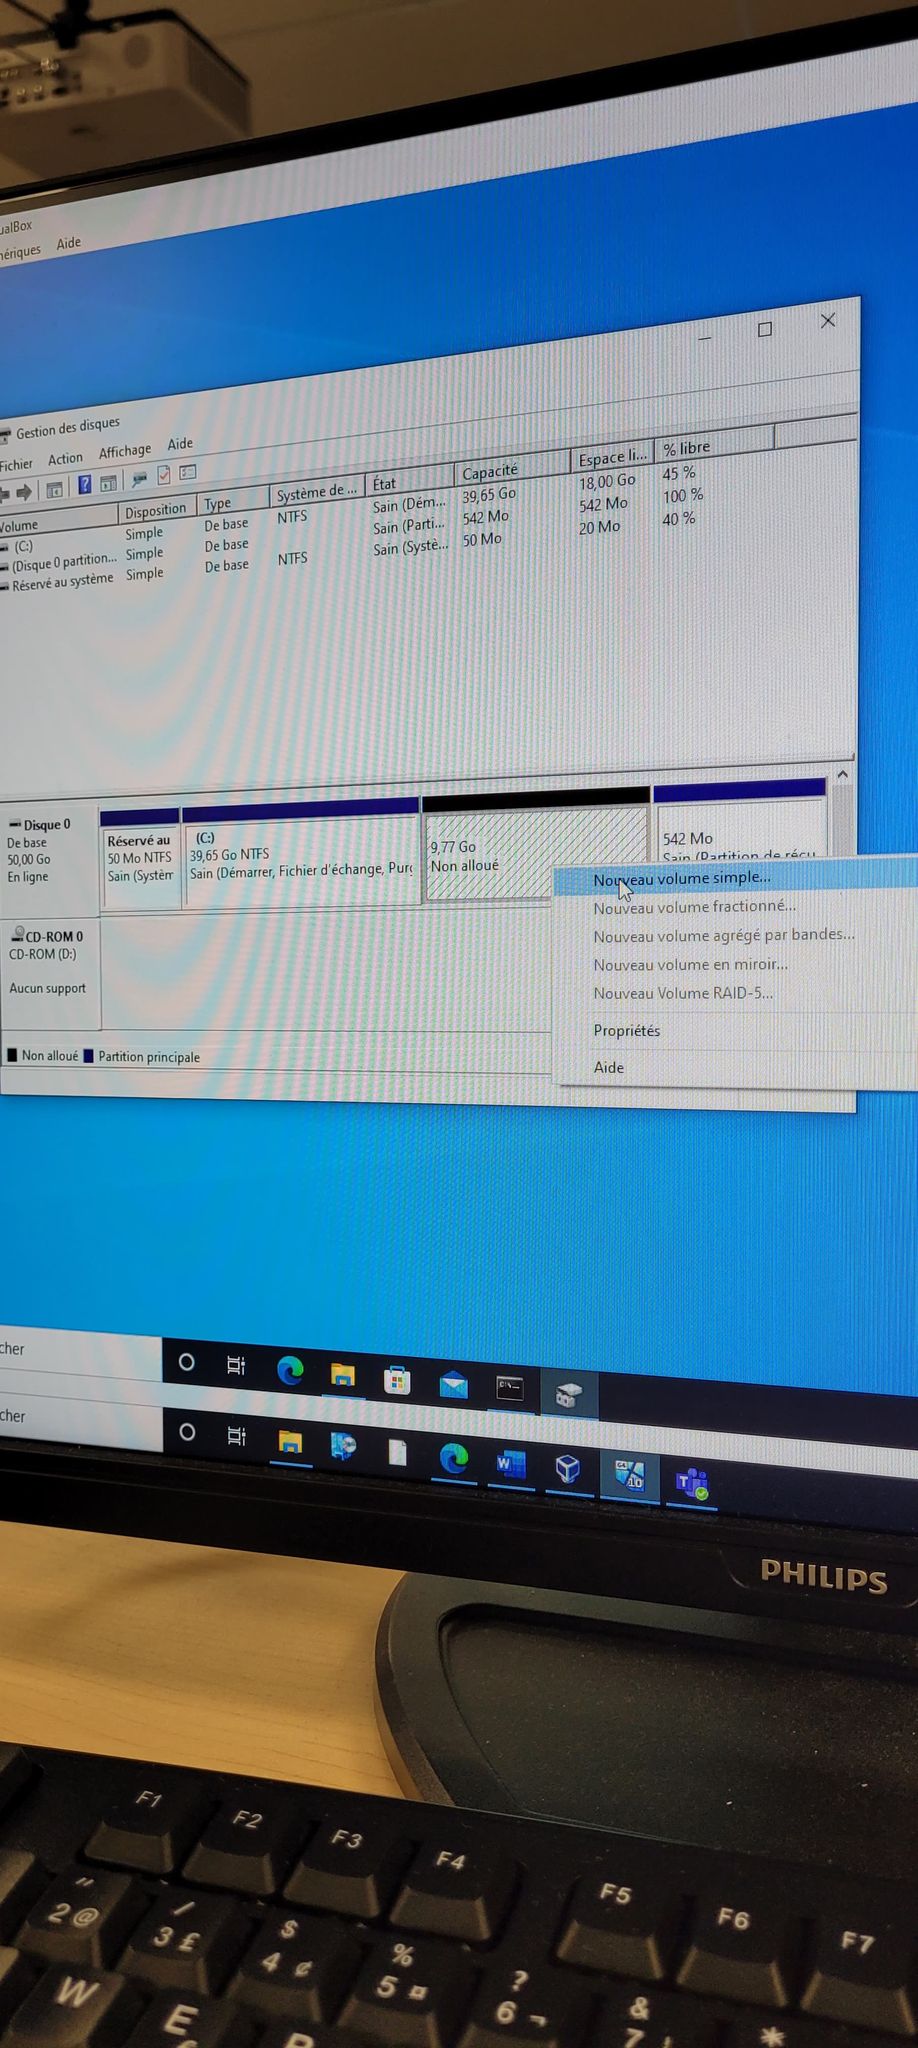 ualBox
nériques Aide
Gestion des disques
Fichier Action Affichage Aide
Volume Disposition Type Système de ... État Capacité Espace li... % libre
(C:) Simple De base NTFS Sain (Dém... 39,65 Go 18,00 Go 45 %
(Disque 0 partition... Simple De base Sain (Parti... 542 Mo 542 Mo 100 %
Réservé au système Simple De base NTFS Sain (Systè... 50 Mo 20 Mo 40 %
Disque 0
De base
50,00 Go
En ligne
Réservé au
50 Mo NTFS
Sain (Systèm
(C:)
39,65 Go NTFS
Sain (Démarrer, Fichier d'échange, Purg
9,77 Go
Non alloué
542 Mo
Sain (Partition de récu
Nouveau volume simple...
Nouveau volume fractionné...
Nouveau volume agrégé par bandes...
Nouveau volume en miroir...
Nouveau Volume RAID-5...
Propriétés
Aide
CD-ROM 0
CD-ROM (D:)
Aucun support
Non alloué Partition principale
cher
cher
PHILIPS
F1 F2 F3 F4 F5 F6 F7
" / $ % ? & *
2 @ 3 £ 4 ¢ 5 ¤ 6 ¬ 7
W E R